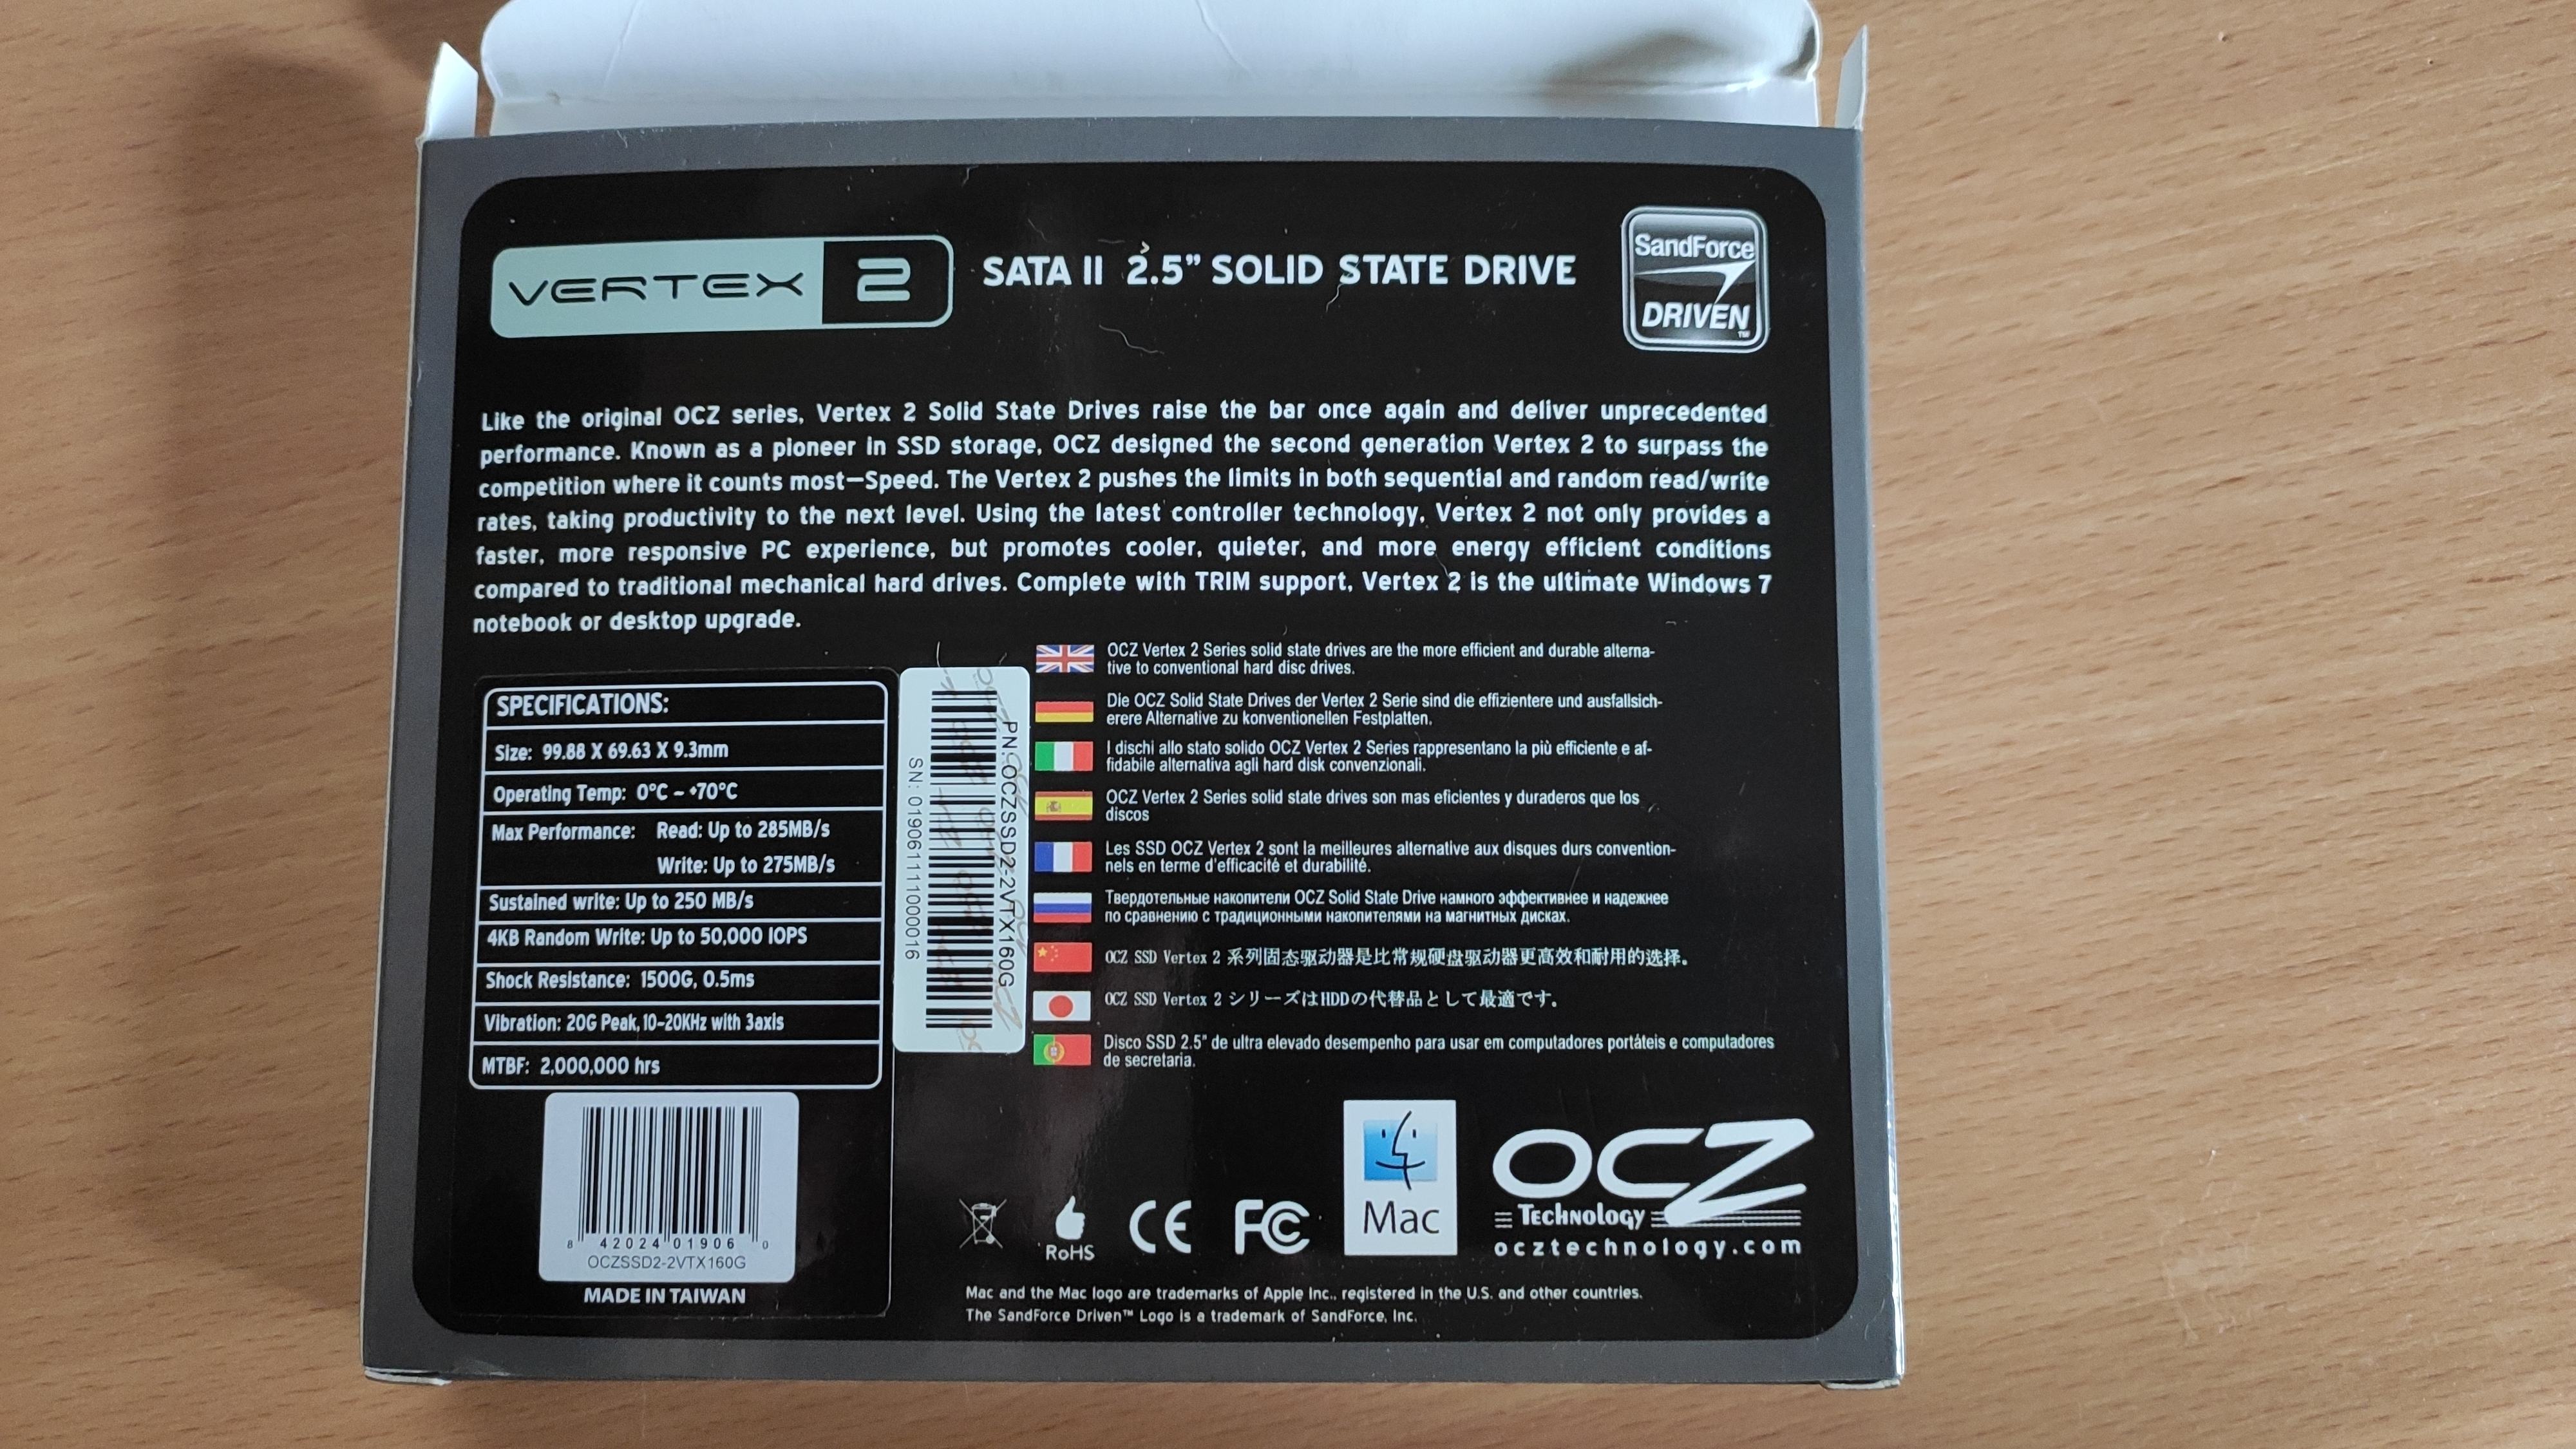 VERTEX 2
SATA II 2.5” SOLID STATE DRIVE
SandForce
DRIVEN
TM
Like the original OCZ series, Vertex 2 Solid State Drives raise the bar once again and deliver unprecedented
performance. Known as a pioneer in SSD storage, OCZ designed the second generation Vertex 2 to surpass the
competition where it counts most—Speed. The Vertex 2 pushes the limits in both sequential and random read/write
rates, taking productivity to the next level. Using the latest controller technology, Vertex 2 not only provides a
faster, more responsive PC experience, but promotes cooler, quieter, and more energy efficient conditions
compared to traditional mechanical hard drives. Complete with TRIM support, Vertex 2 is the ultimate Windows 7
notebook or desktop upgrade.
SPECIFICATIONS:
Size: 99.88 X 69.63 X 9.3mm
Operating Temp: 0°C ~ +70°C
Max Performance: Read: Up to 285MB/s
Write: Up to 275MB/s
Sustained write: Up to 250 MB/s
4KB Random Write: Up to 50,000 IOPS
Shock Resistance: 1500G, 0.5ms
Vibration: 20G Peak, 10~20KHz with 3axis
MTBF: 2,000,000 hrs
8 42024 01906 0
OCZSSD2-2VTX160G
MADE IN TAIWAN
PN: OCZSSD2-2VTX160G
SN: 0190611110000016
OCZ Vertex 2 Series solid state drives are the more efficient and durable alterna-
tive to conventional hard disc drives.
Die OCZ Solid State Drives der Vertex 2 Serie sind die effizientere und ausfallsich-
erere Alternative zu konventionellen Festplatten.
I dischi allo stato solido OCZ Vertex 2 Series rappresentano la più efficiente e af-
fidabile alternativa agli hard disk convenzionali.
OCZ Vertex 2 Series solid state drives son mas eficientes y duraderos que los
discos
Les SSD OCZ Vertex 2 sont la meilleures alternative aux disques durs convention-
nels en terme d'efficacité et durabilité.
Твердотельные накопители OCZ Solid State Drive намного эффективнее и надежнее
по сравнению с традиционными накопителями на магнитных дисках.
OCZ SSD Vertex 2 系列固态驱动器是比常规硬盘驱动器更高效和耐用的选择。
OCZ SSD Vertex 2 シリーズはHDDの代替品として最適です。
Disco SSD 2.5" de ultra elevado desempenho para usar em computadores portáteis e computadores
de secretaria.
RoHS
CE
FC
Mac
OCZ
Technology
ocztechnology.com
Mac and the Mac logo are trademarks of Apple Inc., registered in the U.S. and other countries.
The SandForce Driven™ Logo is a trademark of SandForce, Inc.